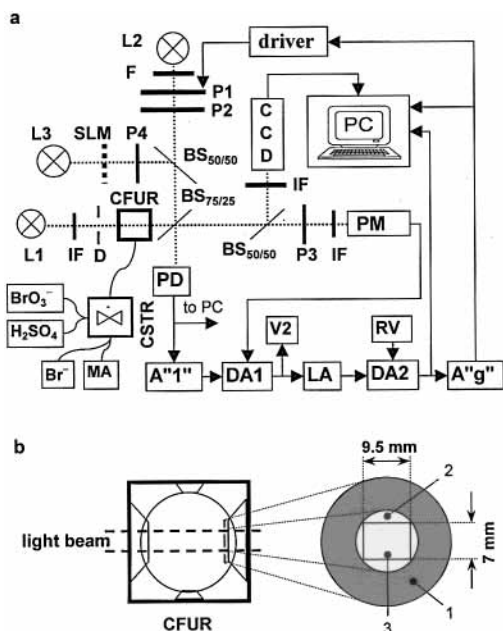 a
L2
driver
F
P1
P2
CCD
PC
L3
SLM
P4
BS50/50
CFUR
BS75/25
IF
L1
IF
D
BS50/50
P3
IF
PM
PD
to PC
BrO3−
H2SO4
CSTR
Br−
MA
V2
RV
A"1"
DA1
LA
DA2
A"g"
b
9.5 mm
2
light beam
7 mm
1
3
CFUR